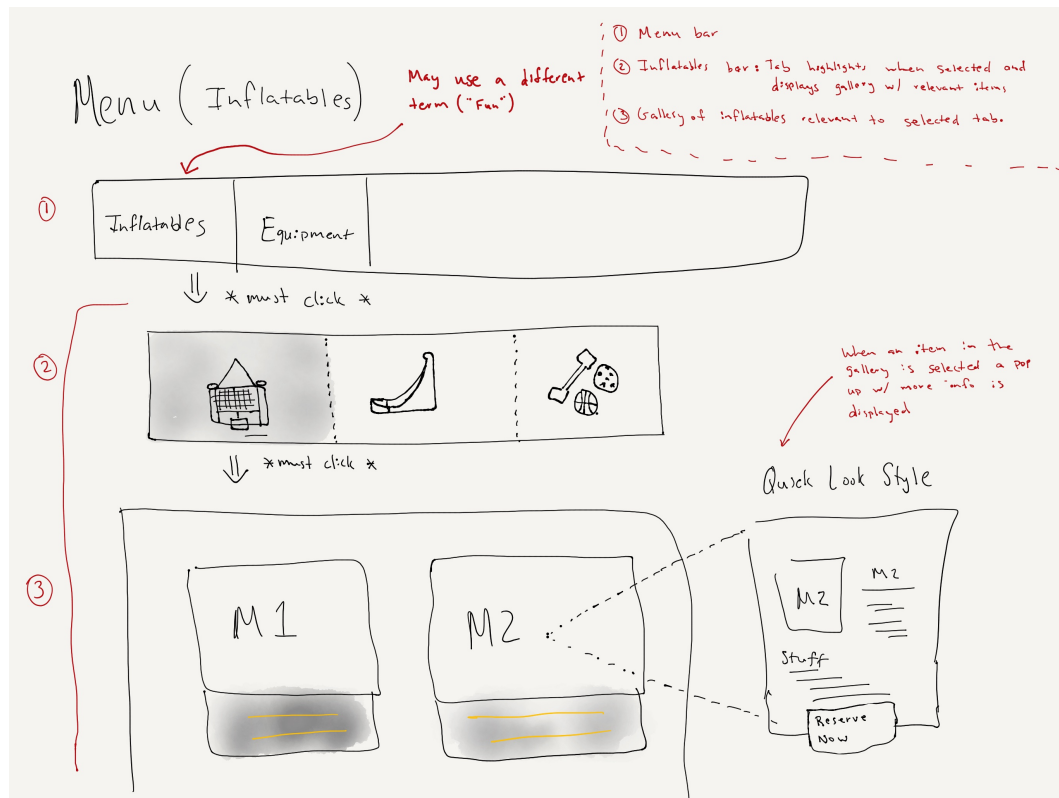 Menu (Inflatables)
May use a different
term ("Fun")
① Menu bar
② Inflatables bar: Tab highlights when selected and
displays gallery w/ relevant items
③ Gallery of inflatables relevant to selected tab.
①
Inflatables
Equipment
* must click *
②
* must click *
When an item in the
gallery is selected a pop
up w/ more info is
displayed
Quick Look Style
③
M1
M2
M2
M2
Stuff
Reserve
Now